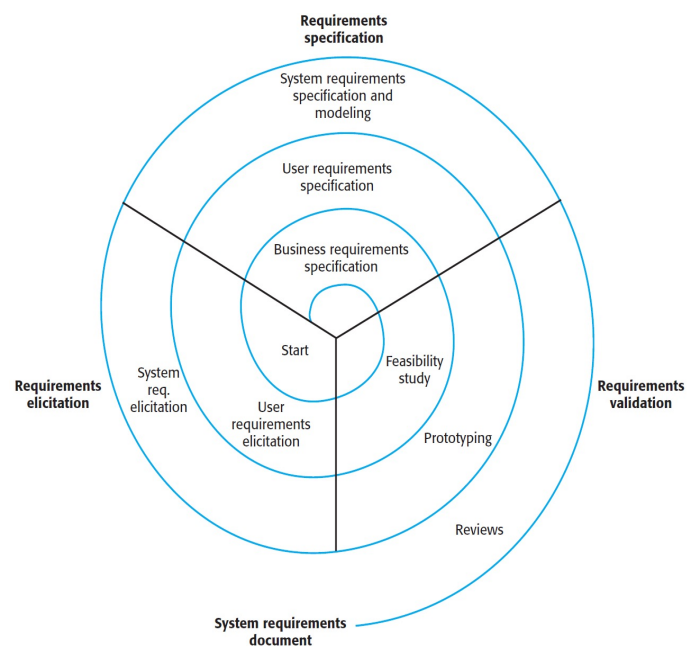 Requirements
specification
System requirements
specification and
modeling
User requirements
specification
Business requirements
specification
Start
Feasibility
study
System
req.
elicitation
Requirements
elicitation
Requirements
validation
User
requirements
elicitation
Prototyping
Reviews
System requirements
document